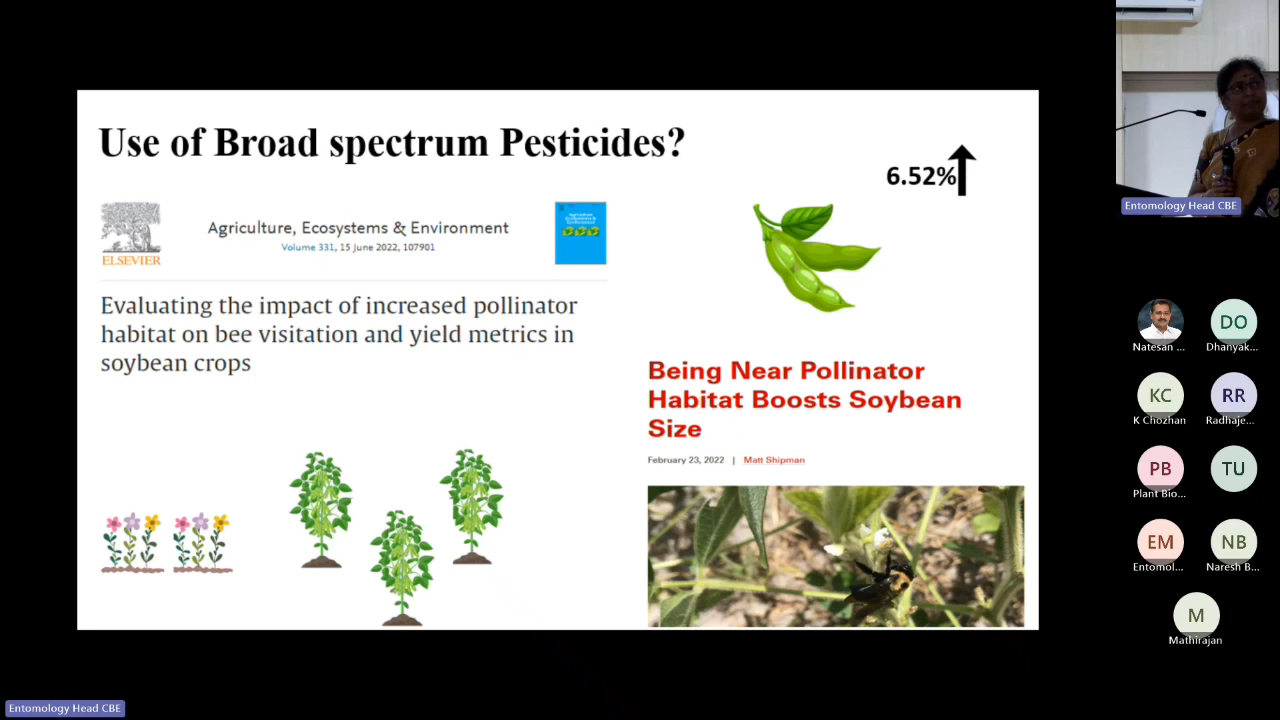 Use of Broad spectrum Pesticides?
6.52%
ELSEVIER
Agriculture, Ecosystems & Environment
Volume 331, 15 June 2022, 107901
Evaluating the impact of increased pollinator
habitat on bee visitation and yield metrics in
soybean crops
Being Near Pollinator
Habitat Boosts Soybean
Size
February 23, 2022 | Matt Shipman
Entomology Head CBE
Natesan ...
DO
Dhanyak...
KC
K Chozhan
RR
Radhaje...
PB
Plant Bio...
TU
EM
Entomol...
NB
Naresh B...
M
Mathirajan
Entomology Head CBE